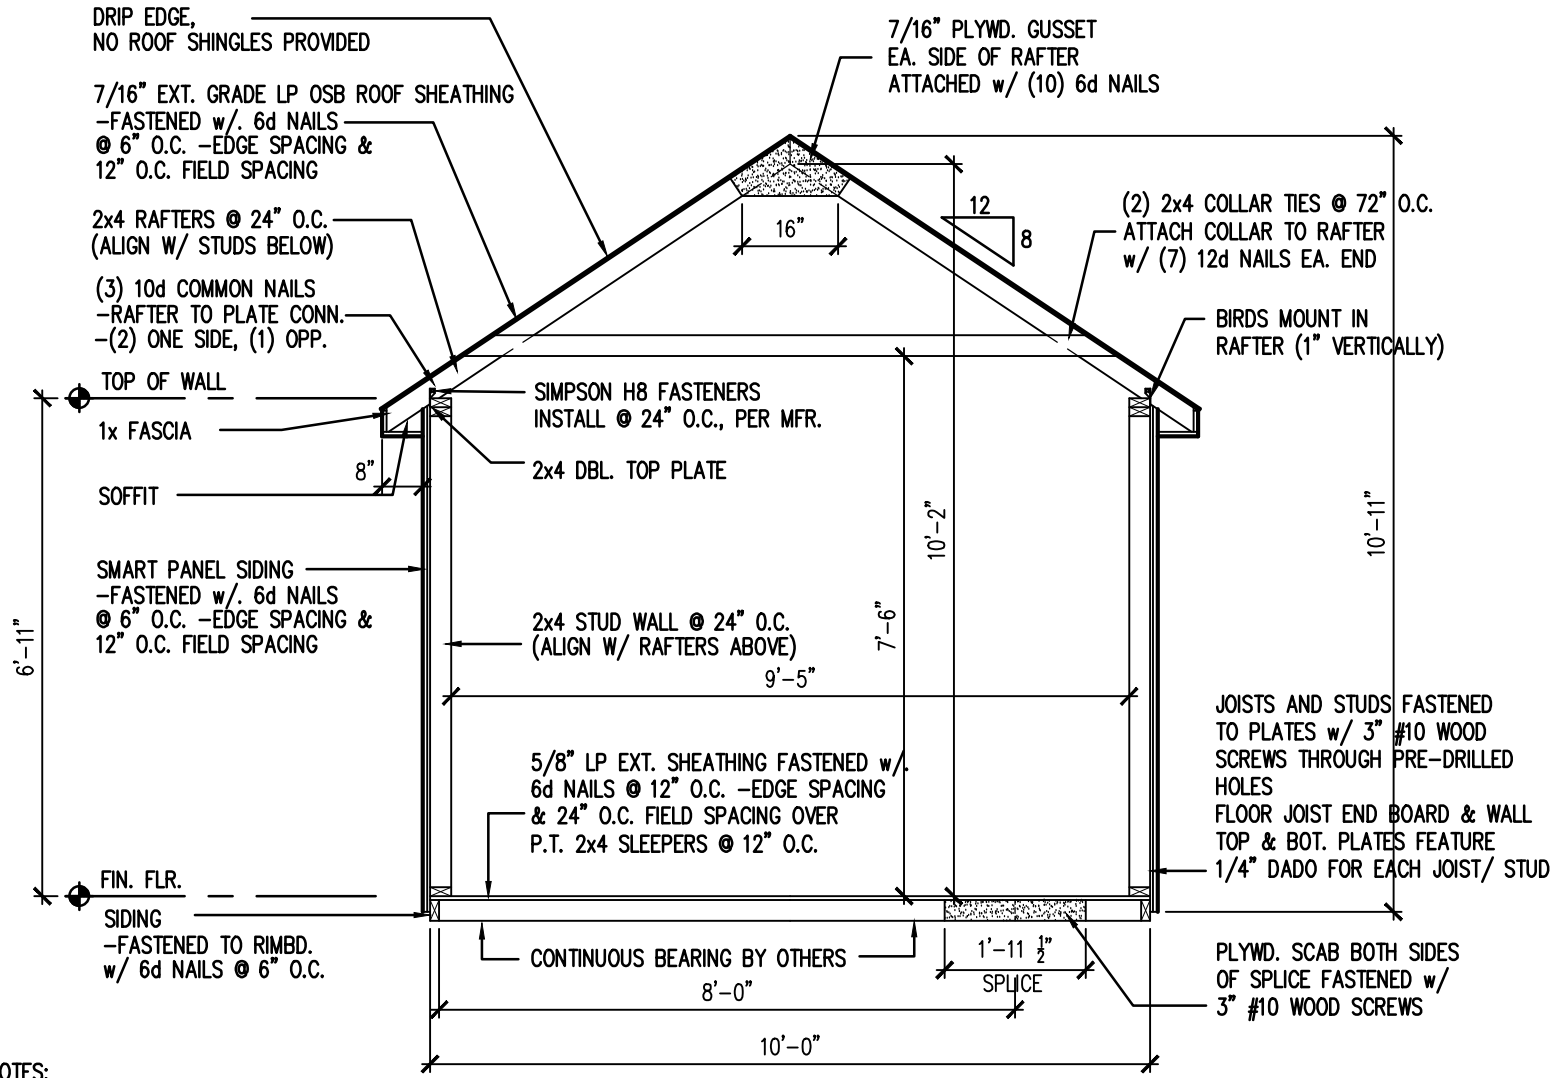 DRIP EDGE,
NO ROOF SHINGLES PROVIDED
7/16" EXT. GRADE LP OSB ROOF SHEATHING
-FASTENED w/. 6d NAILS
@ 6" O.C. -EDGE SPACING &
12" O.C. FIELD SPACING
2x4 RAFTERS @ 24" O.C.
(ALIGN W/ STUDS BELOW)
(3) 10d COMMON NAILS
-RAFTER TO PLATE CONN.
-(2) ONE SIDE, (1) OPP.
TOP OF WALL
1x FASCIA
8"
SOFFIT
SMART PANEL SIDING
-FASTENED w/. 6d NAILS
@ 6" O.C. -EDGE SPACING &
12" O.C. FIELD SPACING
6'-11"
FIN. FLR.
SIDING
-FASTENED TO RIMBD.
w/ 6d NAILS @ 6" O.C.
OTES:
7/16" PLYWD. GUSSET
EA. SIDE OF RAFTER
ATTACHED w/ (10) 6d NAILS
16"
12
8
SIMPSON H8 FASTENERS
INSTALL @ 24" O.C., PER MFR.
2x4 DBL. TOP PLATE
2x4 STUD WALL @ 24" O.C.
(ALIGN W/ RAFTERS ABOVE)
9'-5"
7'-6"
10'-2"
5/8" LP EXT. SHEATHING FASTENED w/.
6d NAILS @ 12" O.C. -EDGE SPACING
& 24" O.C. FIELD SPACING OVER
P.T. 2x4 SLEEPERS @ 12" O.C.
CONTINUOUS BEARING BY OTHERS
1'-11 ½"
SPLICE
8'-0"
10'-0"
(2) 2x4 COLLAR TIES @ 72" O.C.
ATTACH COLLAR TO RAFTER
w/ (7) 12d NAILS EA. END
BIRDS MOUNT IN
RAFTER (1" VERTICALLY)
10'-11"
JOISTS AND STUDS FASTENED
TO PLATES w/ 3" #10 WOOD
SCREWS THROUGH PRE-DRILLED
HOLES
FLOOR JOIST END BOARD & WALL
TOP & BOT. PLATES FEATURE
1/4" DADO FOR EACH JOIST/ STUD
PLYWD. SCAB BOTH SIDES
OF SPLICE FASTENED w/
3" #10 WOOD SCREWS